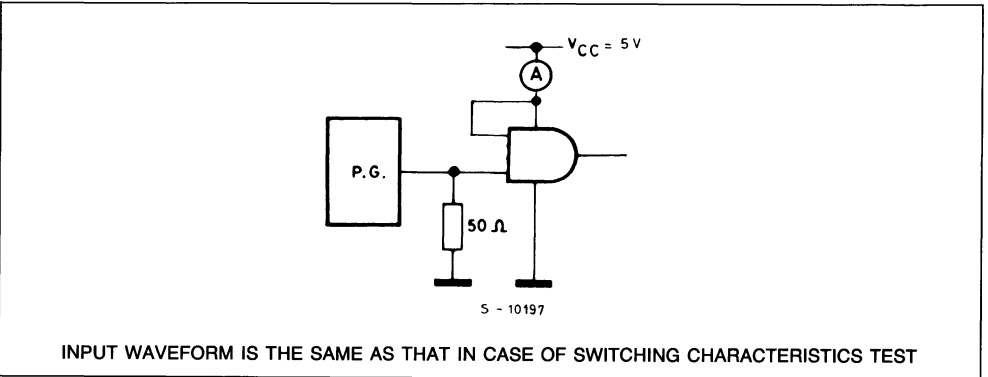 VCC = 5 V
A
P.G.
50 Ω
S - 10197
INPUT WAVEFORM IS THE SAME AS THAT IN CASE OF SWITCHING CHARACTERISTICS TEST